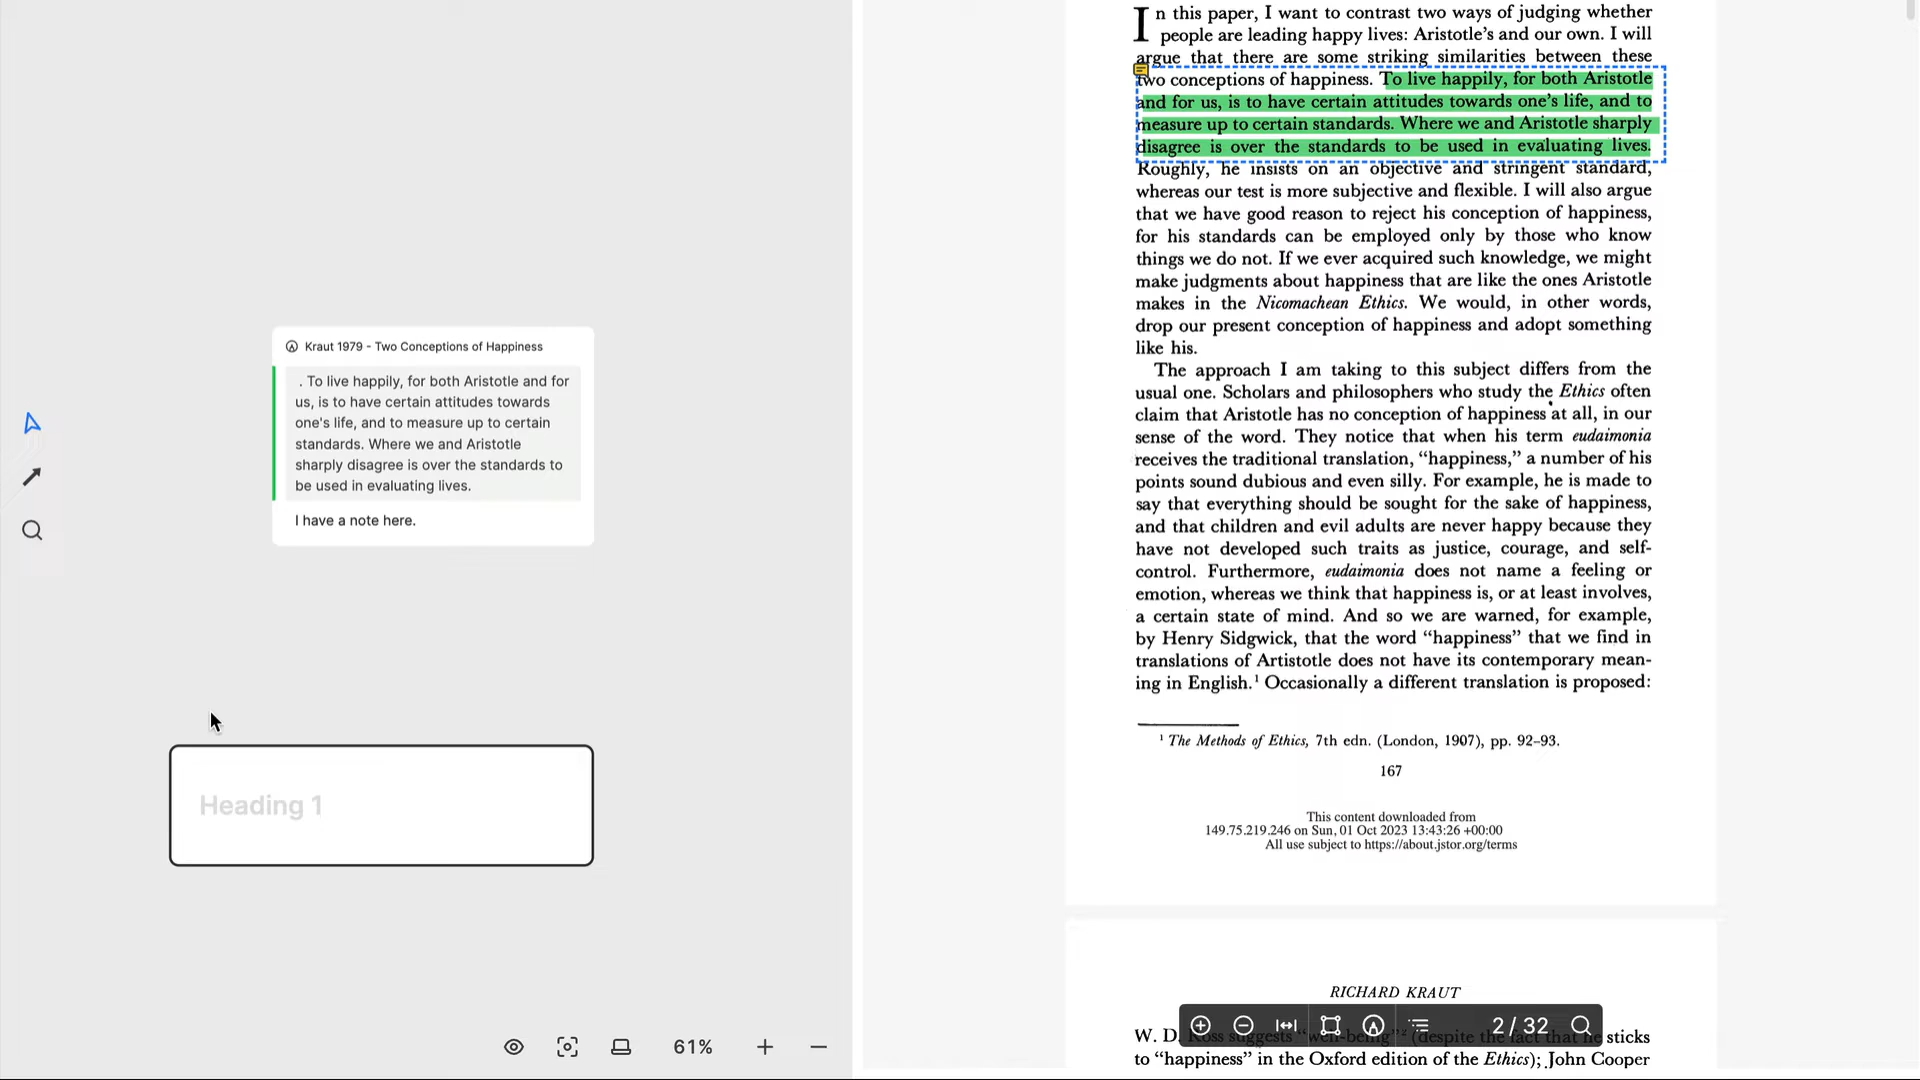 Kraut 1979 - Two Conceptions of Happiness
. To live happily, for both Aristotle and for
us, is to have certain attitudes towards
one's life, and to measure up to certain
standards. Where we and Aristotle
sharply disagree is over the standards to
be used in evaluating lives.
I have a note here.
Heading 1
61%
In this paper, I want to contrast two ways of judging whether
people are leading happy lives: Aristotle's and our own. I will
argue that there are some striking similarities between these
two conceptions of happiness. To live happily, for both Aristotle
and for us, is to have certain attitudes towards one's life, and to
measure up to certain standards. Where we and Aristotle sharply
disagree is over the standards to be used in evaluating lives.
Roughly, he insists on an objective and stringent standard,
whereas our test is more subjective and flexible. I will also argue
that we have good reason to reject his conception of happiness,
for his standards can be employed only by those who know
things we do not. If we ever acquired such knowledge, we might
make judgments about happiness that are like the ones Aristotle
makes in the Nicomachean Ethics. We would, in other words,
drop our present conception of happiness and adopt something
like his.
The approach I am taking to this subject differs from the
usual one. Scholars and philosophers who study the Ethics often
claim that Aristotle has no conception of happiness at all, in our
sense of the word. They notice that when his term eudaimonia
receives the traditional translation, “happiness,” a number of his
points sound dubious and even silly. For example, he is made to
say that everything should be sought for the sake of happiness,
and that children and evil adults are never happy because they
have not developed such traits as justice, courage, and self-
control. Furthermore, eudaimonia does not name a feeling or
emotion, whereas we think that happiness is, or at least involves,
a certain state of mind. And so we are warned, for example,
by Henry Sidgwick, that the word “happiness” that we find in
translations of Artistotle does not have its contemporary mean-
ing in English.¹ Occasionally a different translation is proposed:
¹ The Methods of Ethics, 7th edn. (London, 1907), pp. 92–93.
167
This content downloaded from
149.75.219.246 on Sun, 01 Oct 2023 13:43:26 +00:00
All use subject to https://about.jstor.org/terms
RICHARD KRAUT
2 / 32
W. D. Ross suggests “well-being”² (despite the fact that he sticks
to “happiness” in the Oxford edition of the Ethics); John Cooper